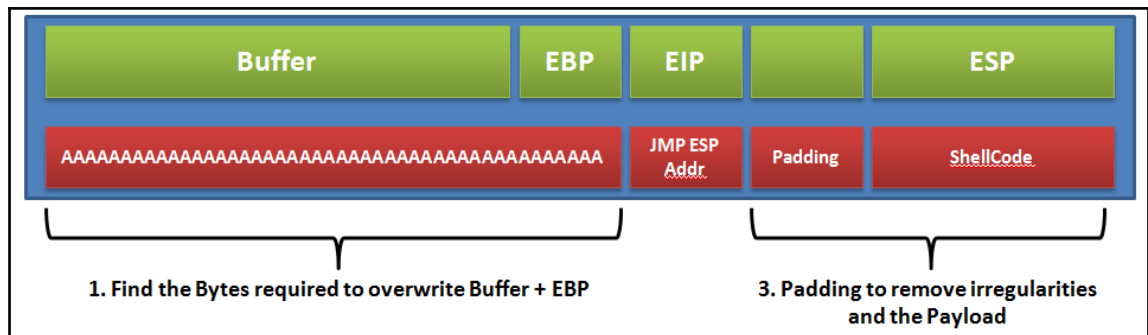 Buffer EBP EIP ESP
AAAAAAAAAAAAAAAAAAAAAAAAAAAAAAAAAAAAAAAAAAAAAA JMP ESP Addr Padding ShellCode
1. Find the Bytes required to overwrite Buffer + EBP
3. Padding to remove irregularities
and the Payload